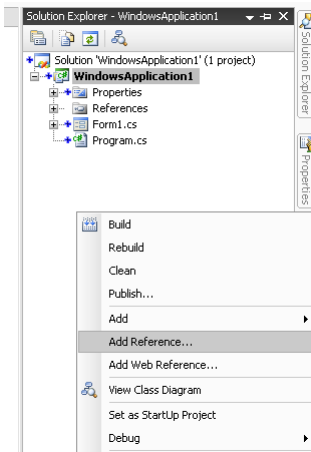 Solution Explorer - WindowsApplication1
Solution 'WindowsApplication1' (1 project)
WindowsApplication1
Properties
References
Form1.cs
Program.cs
Build
Rebuild
Clean
Publish...
Add
Add Reference...
Add Web Reference...
View Class Diagram
Set as StartUp Project
Debug
Solution Explorer
Properties